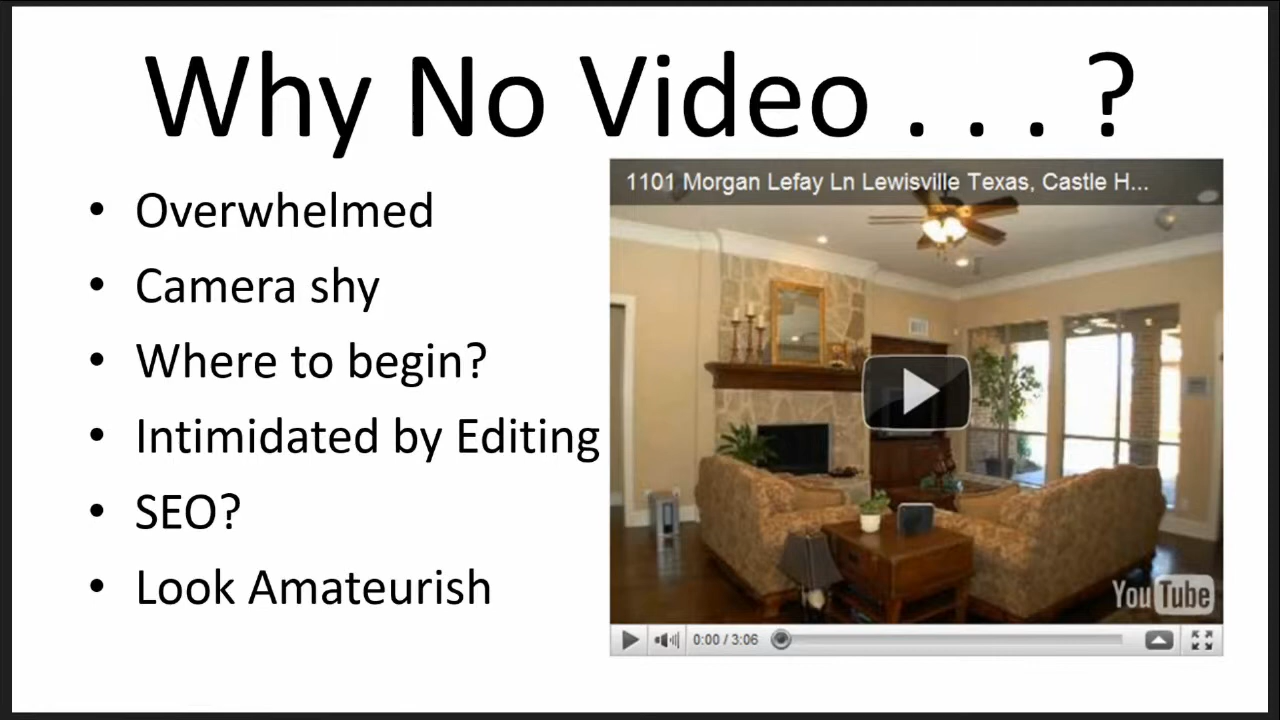 Why No Video . . . ?
• Overwhelmed
• Camera shy
• Where to begin?
• Intimidated by Editing
• SEO?
• Look Amateurish
1101 Morgan Lefay Ln Lewisville Texas, Castle H...
YouTube
0:00 / 3:06